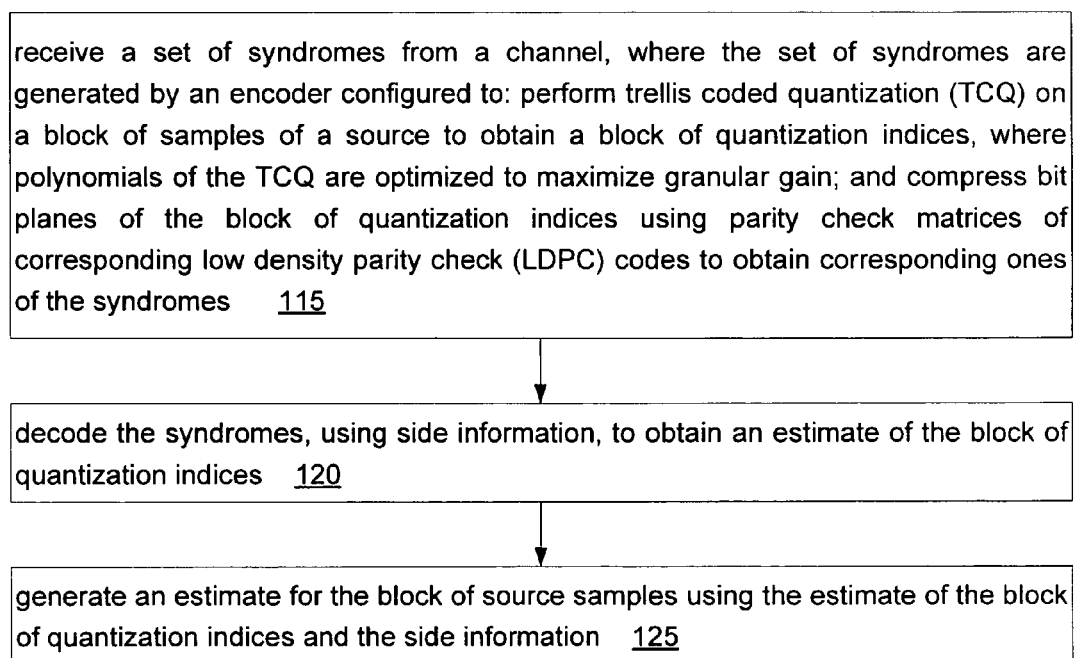 receive a set of syndromes from a channel, where the set of syndromes are
generated by an encoder configured to: perform trellis coded quantization (TCQ) on
a block of samples of a source to obtain a block of quantization indices, where
polynomials of the TCQ are optimized to maximize granular gain; and compress bit
planes of the block of quantization indices using parity check matrices of
corresponding low density parity check (LDPC) codes to obtain corresponding ones
of the syndromes 115
decode the syndromes, using side information, to obtain an estimate of the block of
quantization indices 120
generate an estimate for the block of source samples using the estimate of the block
of quantization indices and the side information 125